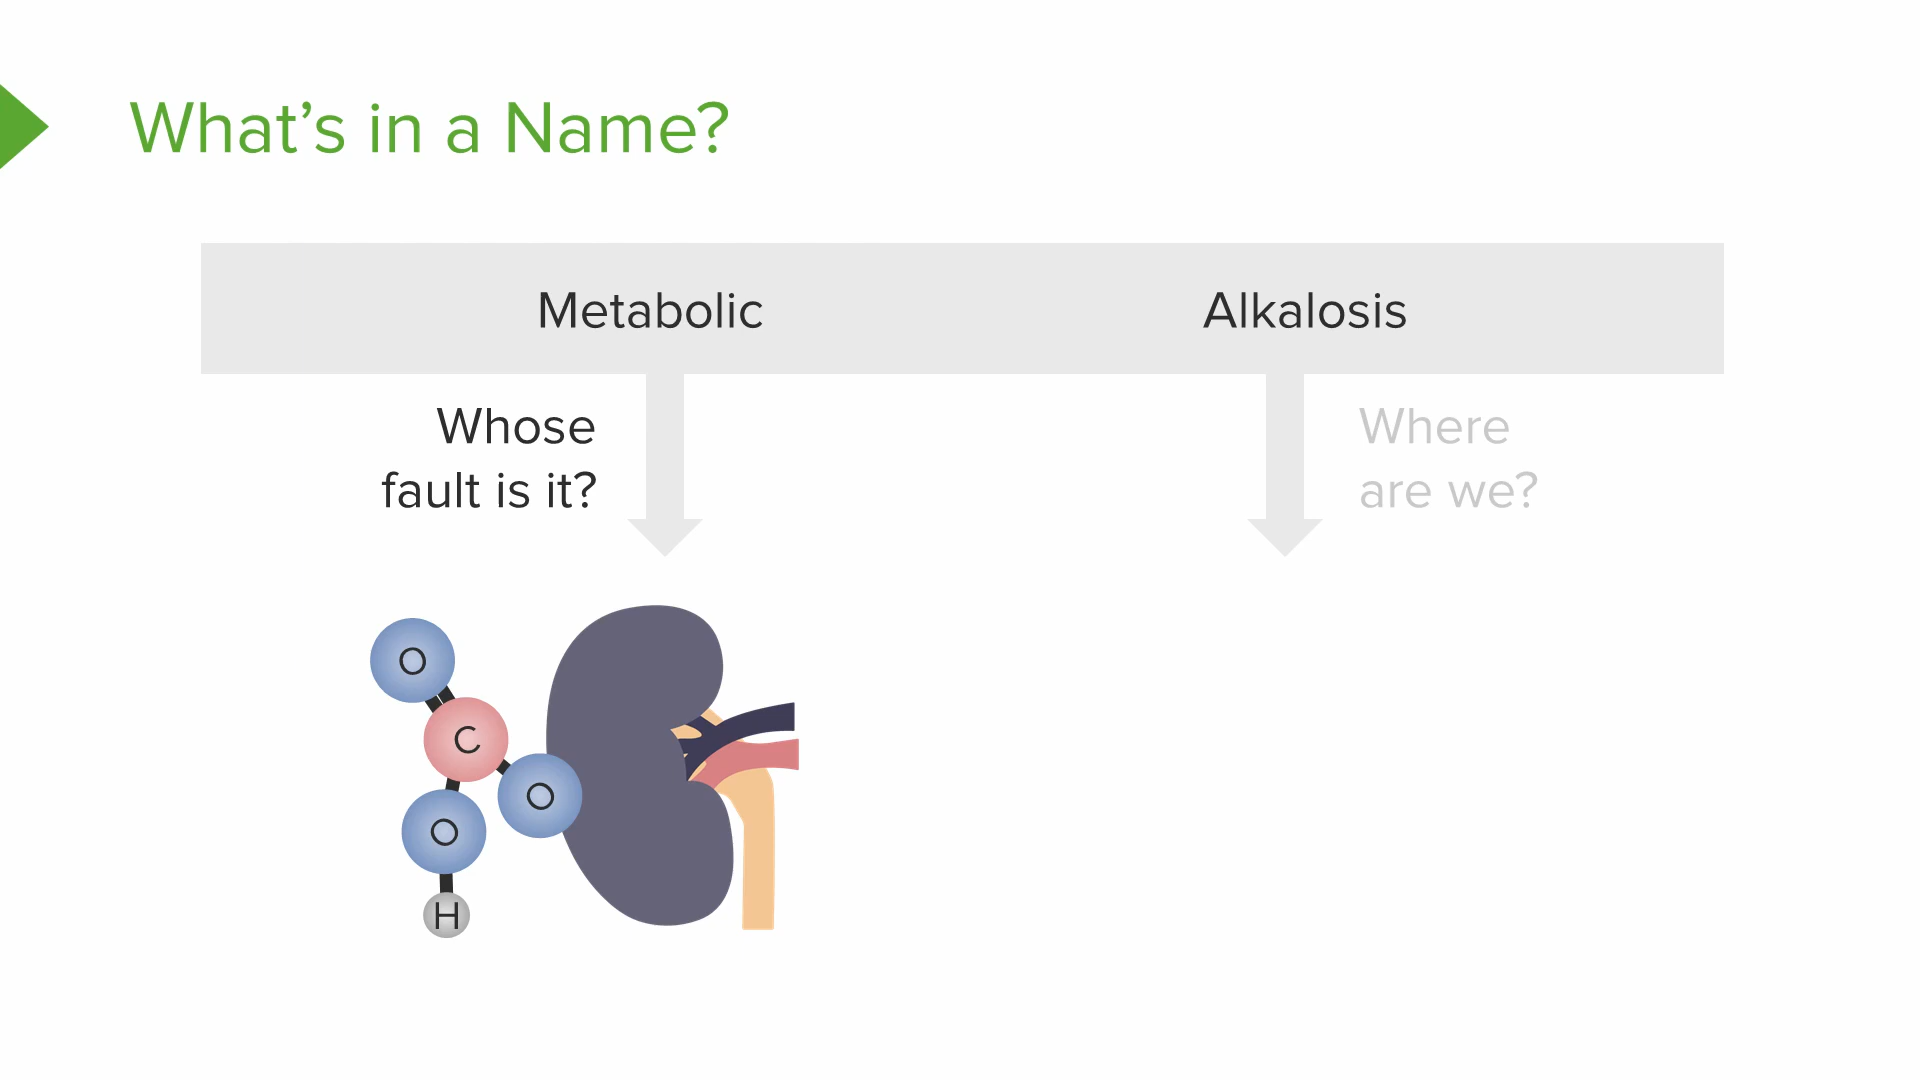 What’s in a Name?
Metabolic
Alkalosis
Whose
fault is it?
Where
are we?
O
C
O
O
H